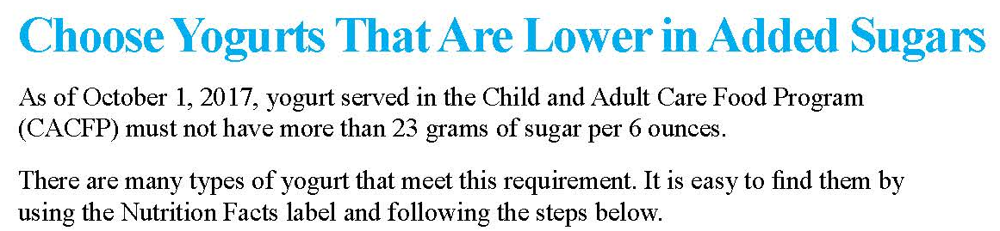 Choose Yogurts That Are Lower in Added Sugars
As of October 1, 2017, yogurt served in the Child and Adult Care Food Program
(CACFP) must not have more than 23 grams of sugar per 6 ounces.
There are many types of yogurt that meet this requirement. It is easy to find them by
using the Nutrition Facts label and following the steps below.